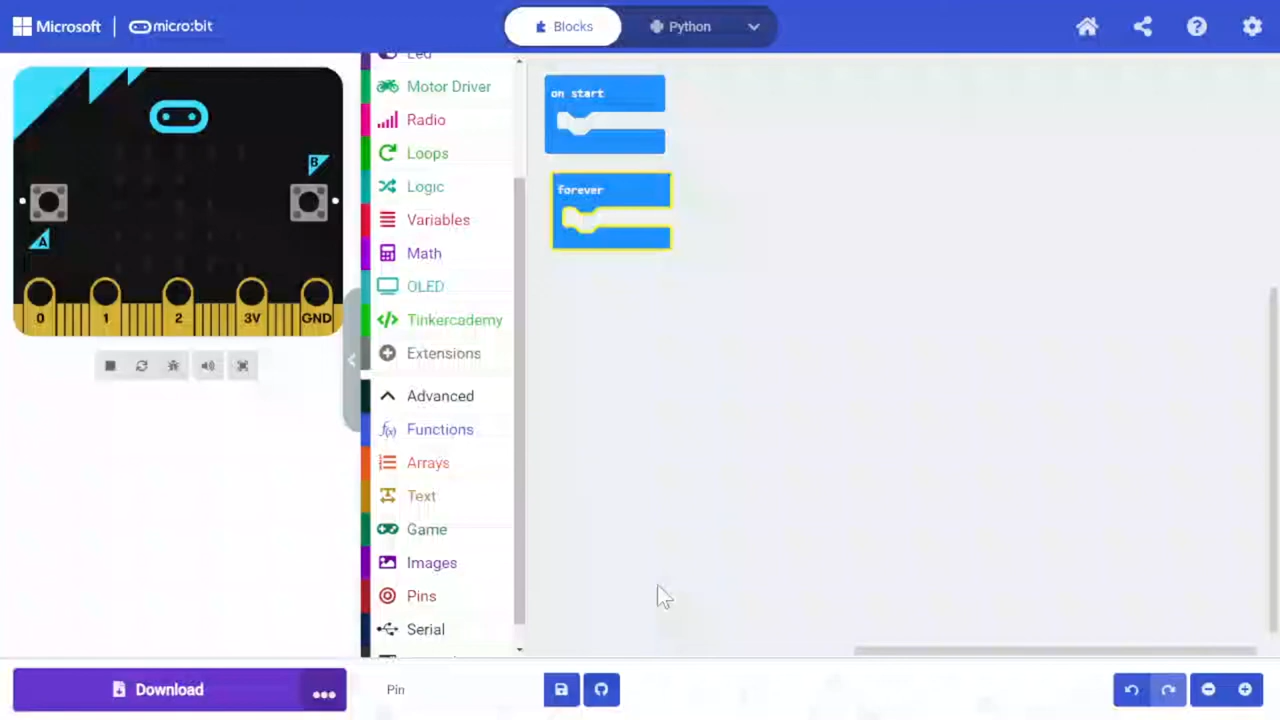 Microsoft
micro:bit
Blocks
Python
B
A
0
1
2
3V
GND
Led
Motor Driver
Radio
Loops
Logic
Variables
Math
OLED
Tinkercademy
Extensions
Advanced
f(x) Functions
Arrays
Text
Game
Images
Pins
Serial
on start
forever
Download
Pin